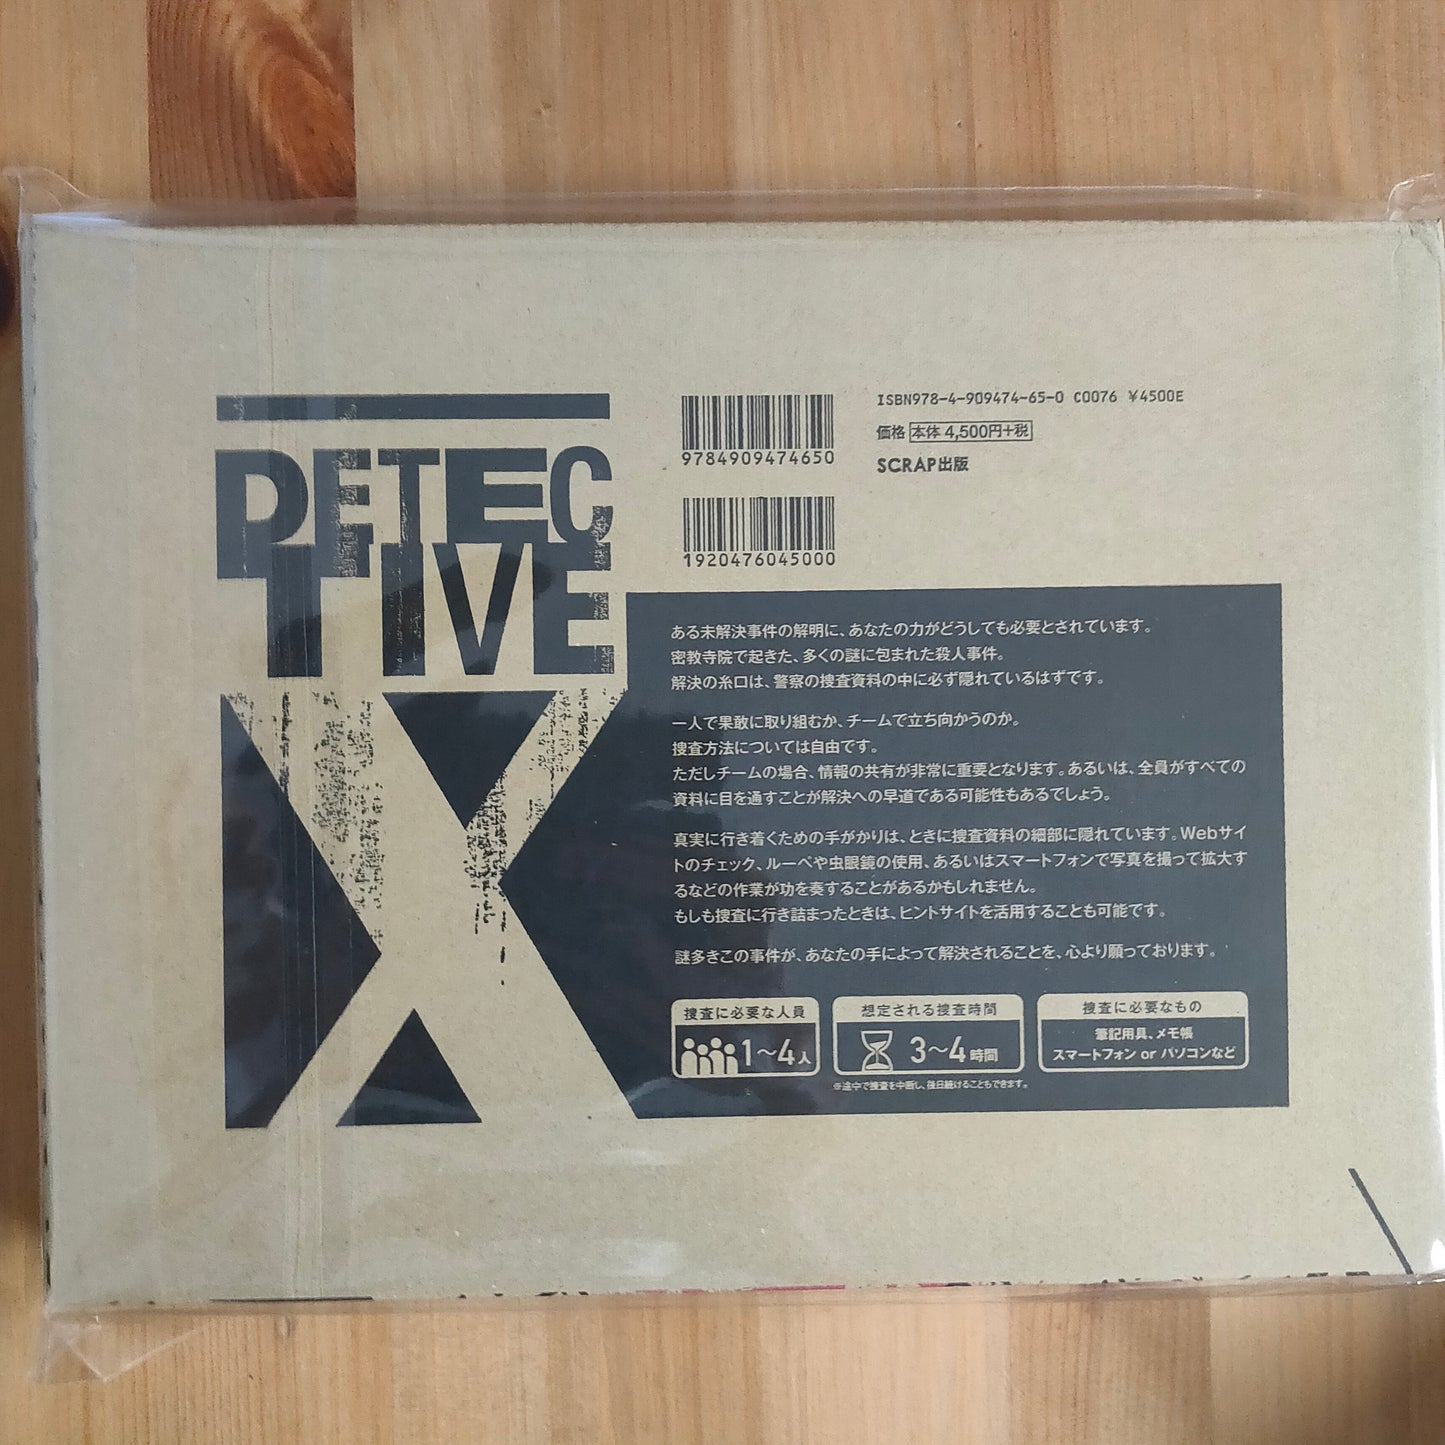 DETEC
TIVE
X
9784909474650
1920476045000
ISBN978-4-909474-65-0 C0076 ¥4500E
価格 本体 4,500円+税
SCRAP出版
ある未解決事件の解明に、あなたの力がどうしても必要とされています。
密教寺院で起きた、多くの謎に包まれた殺人事件。
解決の糸口は、警察の捜査資料の中に必ず隠れているはずです。
一人で果敢に取り組むか、チームで立ち向かうのか。
捜査方法については自由です。
ただしチームの場合、情報の共有が非常に重要となります。あるいは、全員がすべての
資料に目を通すことが解決への早道である可能性もあるでしょう。
真実に行き着くための手がかりは、ときに捜査資料の細部に隠れています。Webサイ
トのチェック、ルーペや虫眼鏡の使用、あるいはスマートフォンで写真を撮って拡大す
るなどの作業が功を奏することがあるかもしれません。
もしも捜査に行き詰まったときは、ヒントサイトを活用することも可能です。
謎多きこの事件が、あなたの手によって解決されることを、心より願っております。
捜査に必要な人員
1〜4人
想定される捜査時間
3〜4時間
※途中で捜査を中断し、後日続けることもできます。
捜査に必要なもの
筆記用具、メモ帳
スマートフォン or パソコンなど